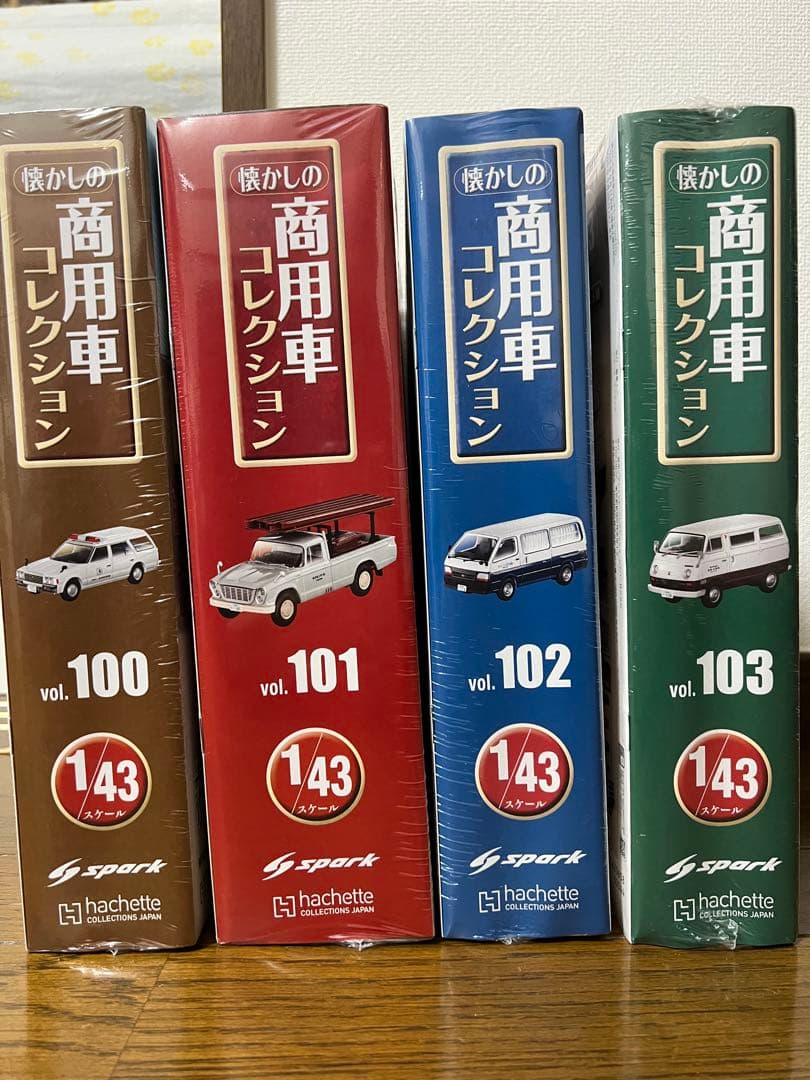 懐かしの
商用車
コレクション
vol.100
1/43
スケール
spark
hachette
COLLECTIONS JAPAN
懐かしの
商用車
コレクション
vol.101
1/43
スケール
spark
hachette
COLLECTIONS JAPAN
懐かしの
商用車
コレクション
vol.102
1/43
スケール
spark
hachette
COLLECTIONS JAPAN
懐かしの
商用車
コレクション
vol.103
1/43
スケール
spark
hachette
COLLECTIONS JAPAN